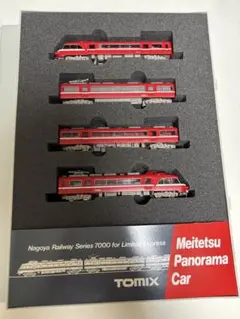 Nagoya Railway Series 7000 for Limited Express
Meitetsu
Panorama
Car
TOMIX